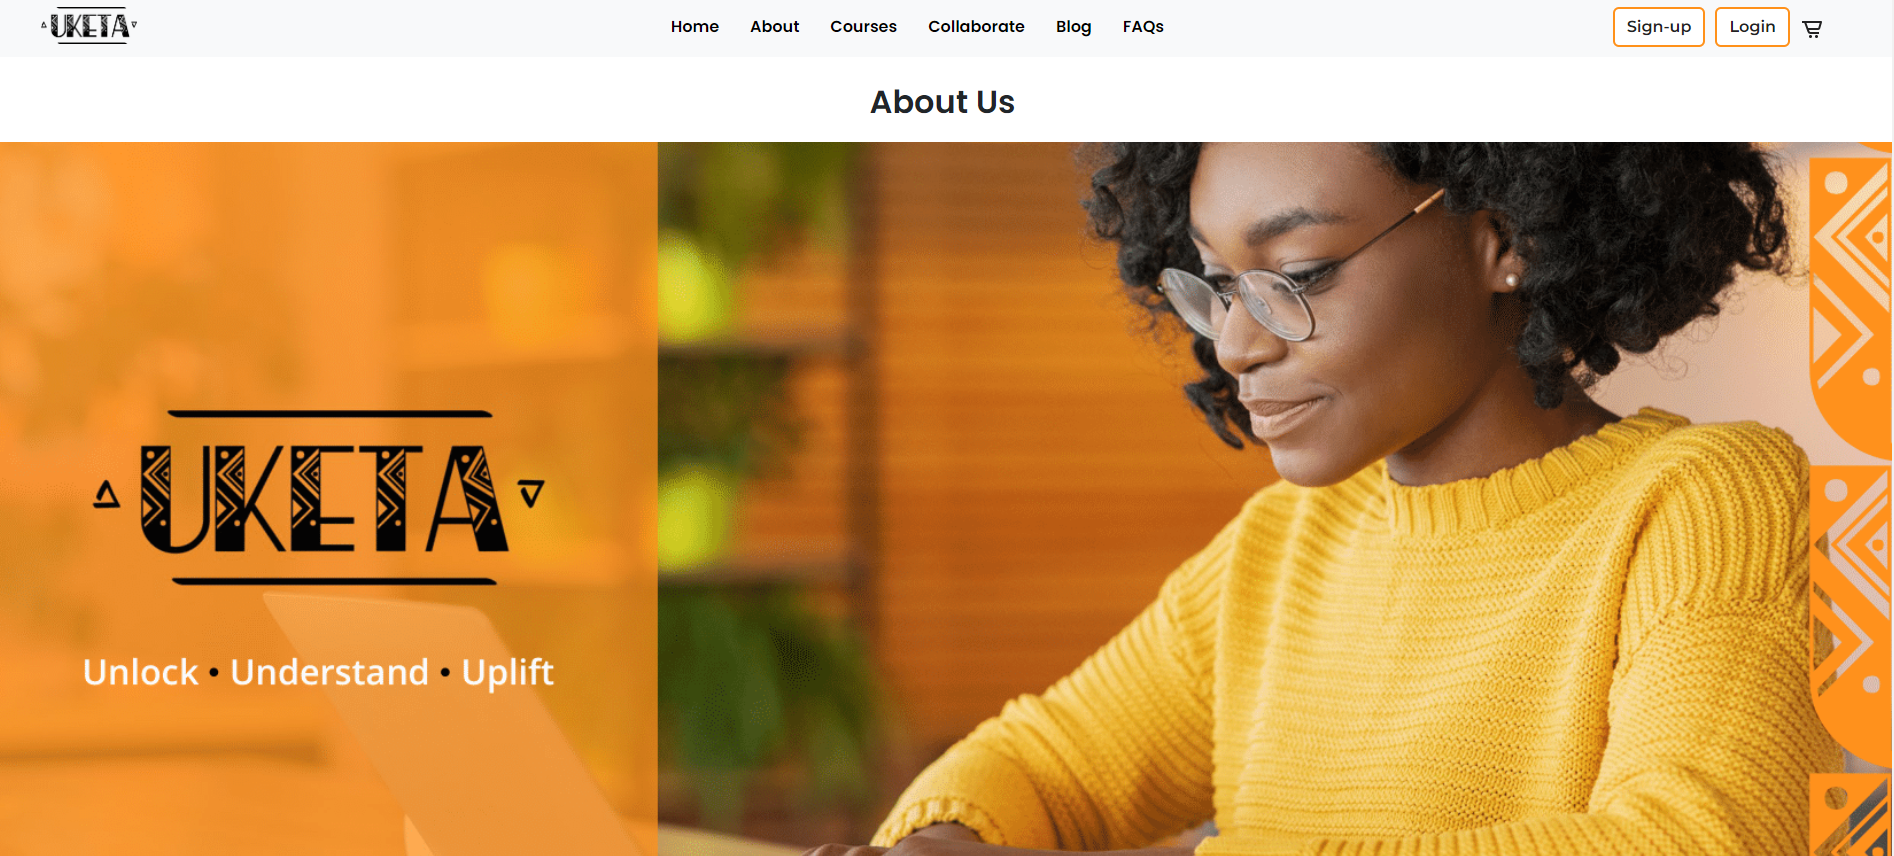 UKETA
Home About Courses Collaborate Blog FAQs
Sign-up Login
About Us
UKETA
Unlock • Understand • Uplift